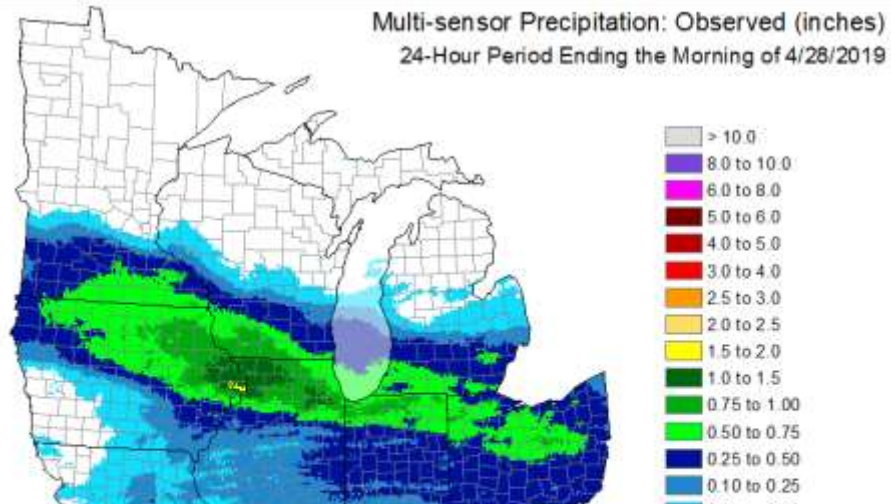 Multi-sensor Precipitation: Observed (inches)
24-Hour Period Ending the Morning of 4/28/2019
> 10.0
8.0 to 10.0
6.0 to 8.0
5.0 to 6.0
4.0 to 5.0
3.0 to 4.0
2.5 to 3.0
2.0 to 2.5
1.5 to 2.0
1.0 to 1.5
0.75 to 1.00
0.50 to 0.75
0.25 to 0.50
0.10 to 0.25